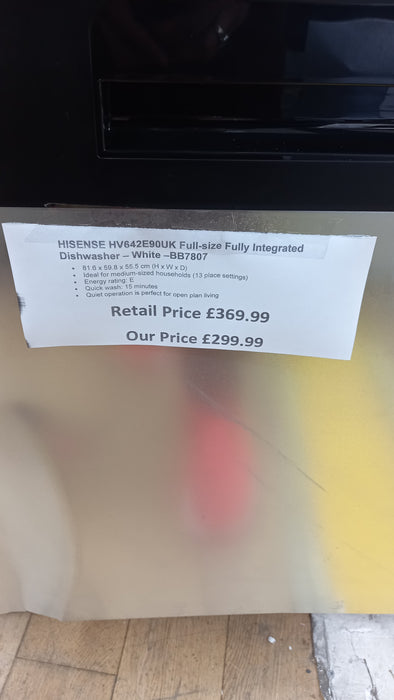 HISENSE HV642E90UK Full-size Fully Integrated
Dishwasher – White –BB7807
• 81.6 x 59.8 x 55.5 cm (H x W x D)
• Ideal for medium-sized households (13 place settings)
• Energy rating: E
• Quick wash: 15 minutes
• Quiet operation is perfect for open plan living
Retail Price £369.99
Our Price £299.99